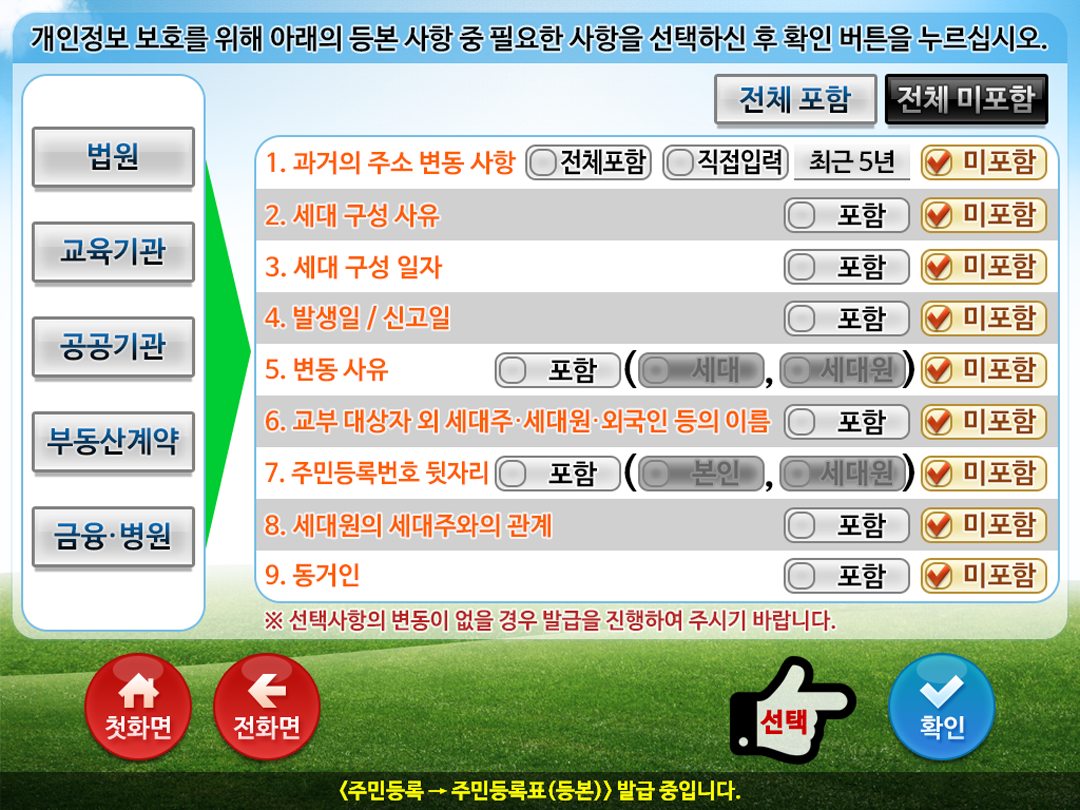 개인정보 보호를 위해 아래의 등본 사항 중 필요한 사항을 선택하신 후 확인 버튼을 누르십시오.
전체 포함 전체 미포함
법원
교육기관
공공기관
부동산계약
금융·병원
1. 과거의 주소 변동 사항 전체포함 직접입력 최근 5년 미포함
2. 세대 구성 사유 포함 미포함
3. 세대 구성 일자 포함 미포함
4. 발생일 / 신고일 포함 미포함
5. 변동 사유 포함 ( 세대 , 세대원 ) 미포함
6. 교부 대상자 외 세대주·세대원·외국인 등의 이름 포함 미포함
7. 주민등록번호 뒷자리 포함 ( 본인 , 세대원 ) 미포함
8. 세대원의 세대주와의 관계 포함 미포함
9. 동거인 포함 미포함
※ 선택사항의 변동이 없을 경우 발급을 진행하여 주시기 바랍니다.
첫화면 전화면 선택 확인
<주민등록 → 주민등록표(등본)> 발급 중입니다.